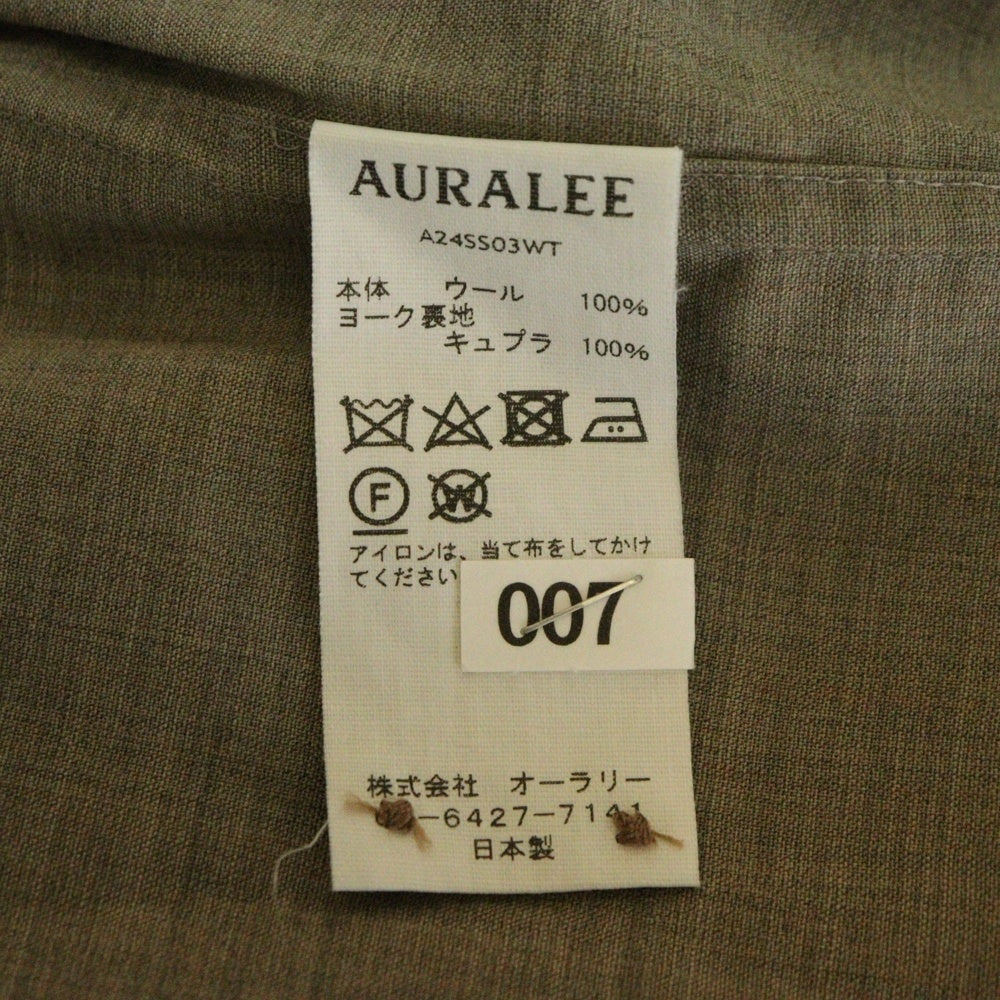 AURALEE
A24SS03WT
本体 ウール 100%
ヨーク裏地
キュプラ 100%
F
W
アイロンは、当て布をしてかけ
てください
007
株式会社 オーラリー
-6427-7141
日本製